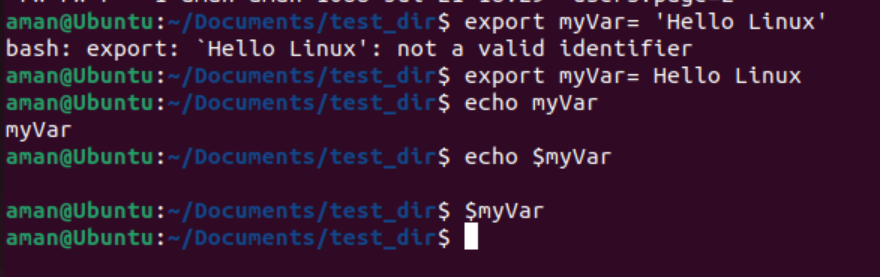 aman@Ubuntu:~/Documents/test_dir$ export myVar= 'Hello Linux'
bash: export: `Hello Linux': not a valid identifier
aman@Ubuntu:~/Documents/test_dir$ export myVar= Hello Linux
aman@Ubuntu:~/Documents/test_dir$ echo myVar
myVar
aman@Ubuntu:~/Documents/test_dir$ echo $myVar
aman@Ubuntu:~/Documents/test_dir$ $myVar
aman@Ubuntu:~/Documents/test_dir$